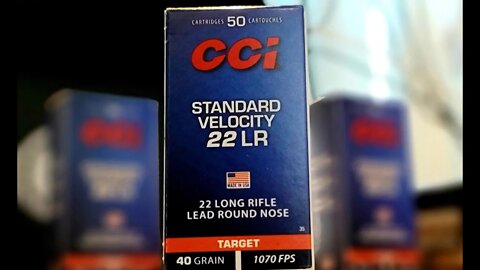 CARTRIDGES 50 CARTOUCHES
CCI
STANDARD
VELOCITY
22 LR
MADE IN USA
22 LONG RIFLE
LEAD ROUND NOSE
35
TARGET
40 GRAIN 1070 FPS